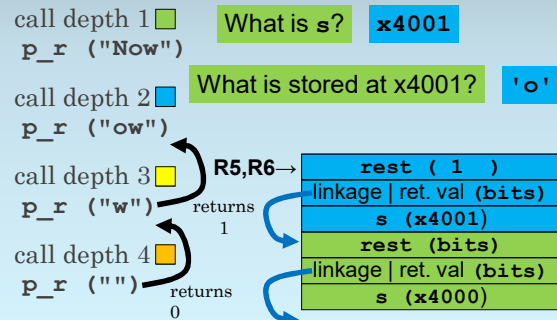 call depth 1
p_r ("Now")
What is s?
x4001
call depth 2
p_r ("ow")
What is stored at x4001?
'o'
call depth 3
p_r ("w")
returns
1
call depth 4
p_r ("")
returns
0
R5,R6→
rest ( 1 )
linkage | ret. val (bits)
s (x4001)
rest (bits)
linkage | ret. val (bits)
s (x4000)